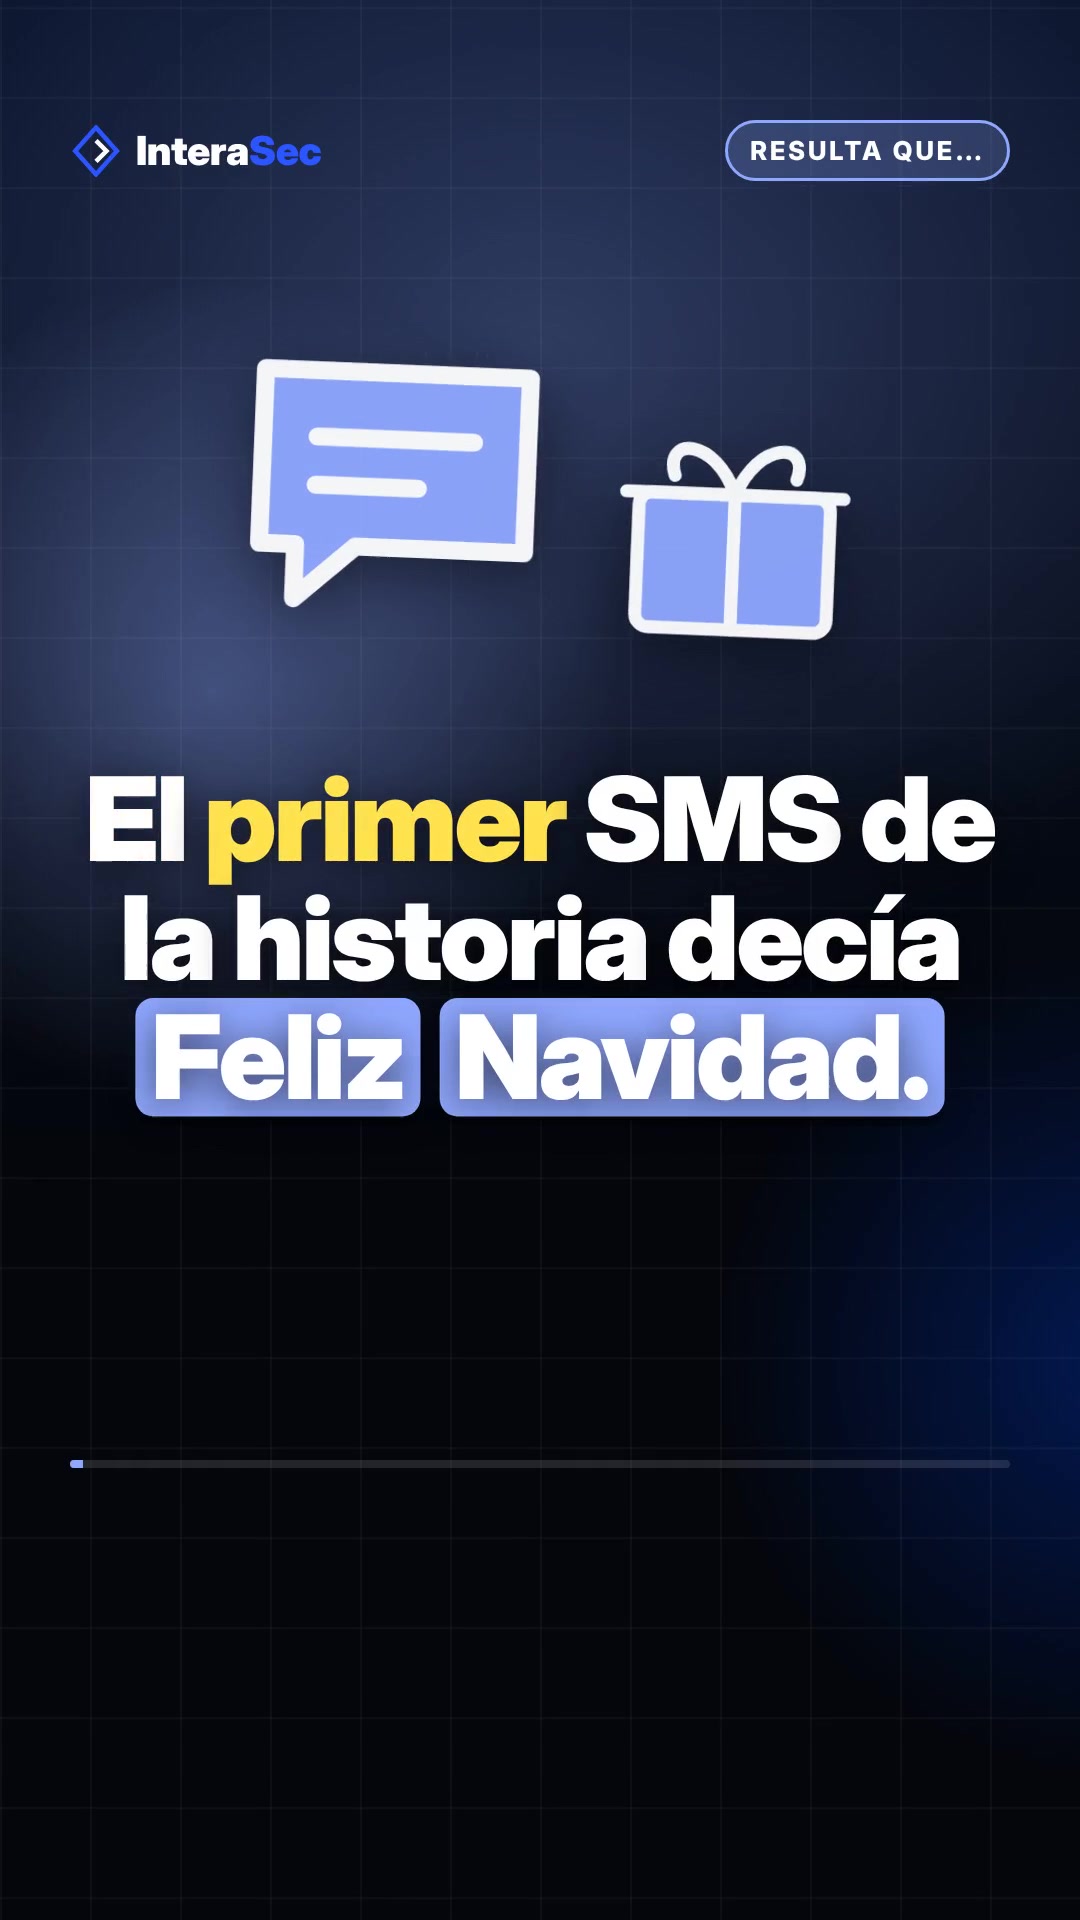 InteraSec
RESULTA QUE...
El primer SMS de
la historia decía
Feliz Navidad.